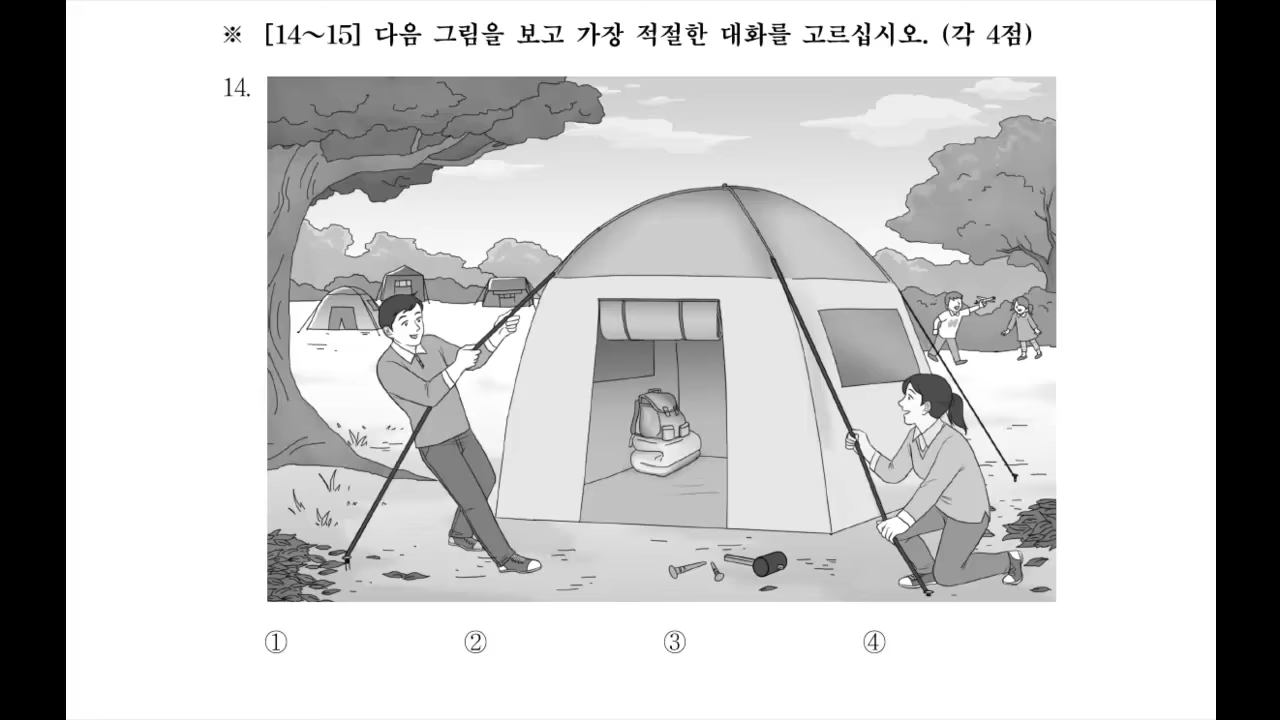 ※ [14～15] 다음 그림을 보고 가장 적절한 대화를 고르십시오. (각 4점)
14.
① ② ③ ④